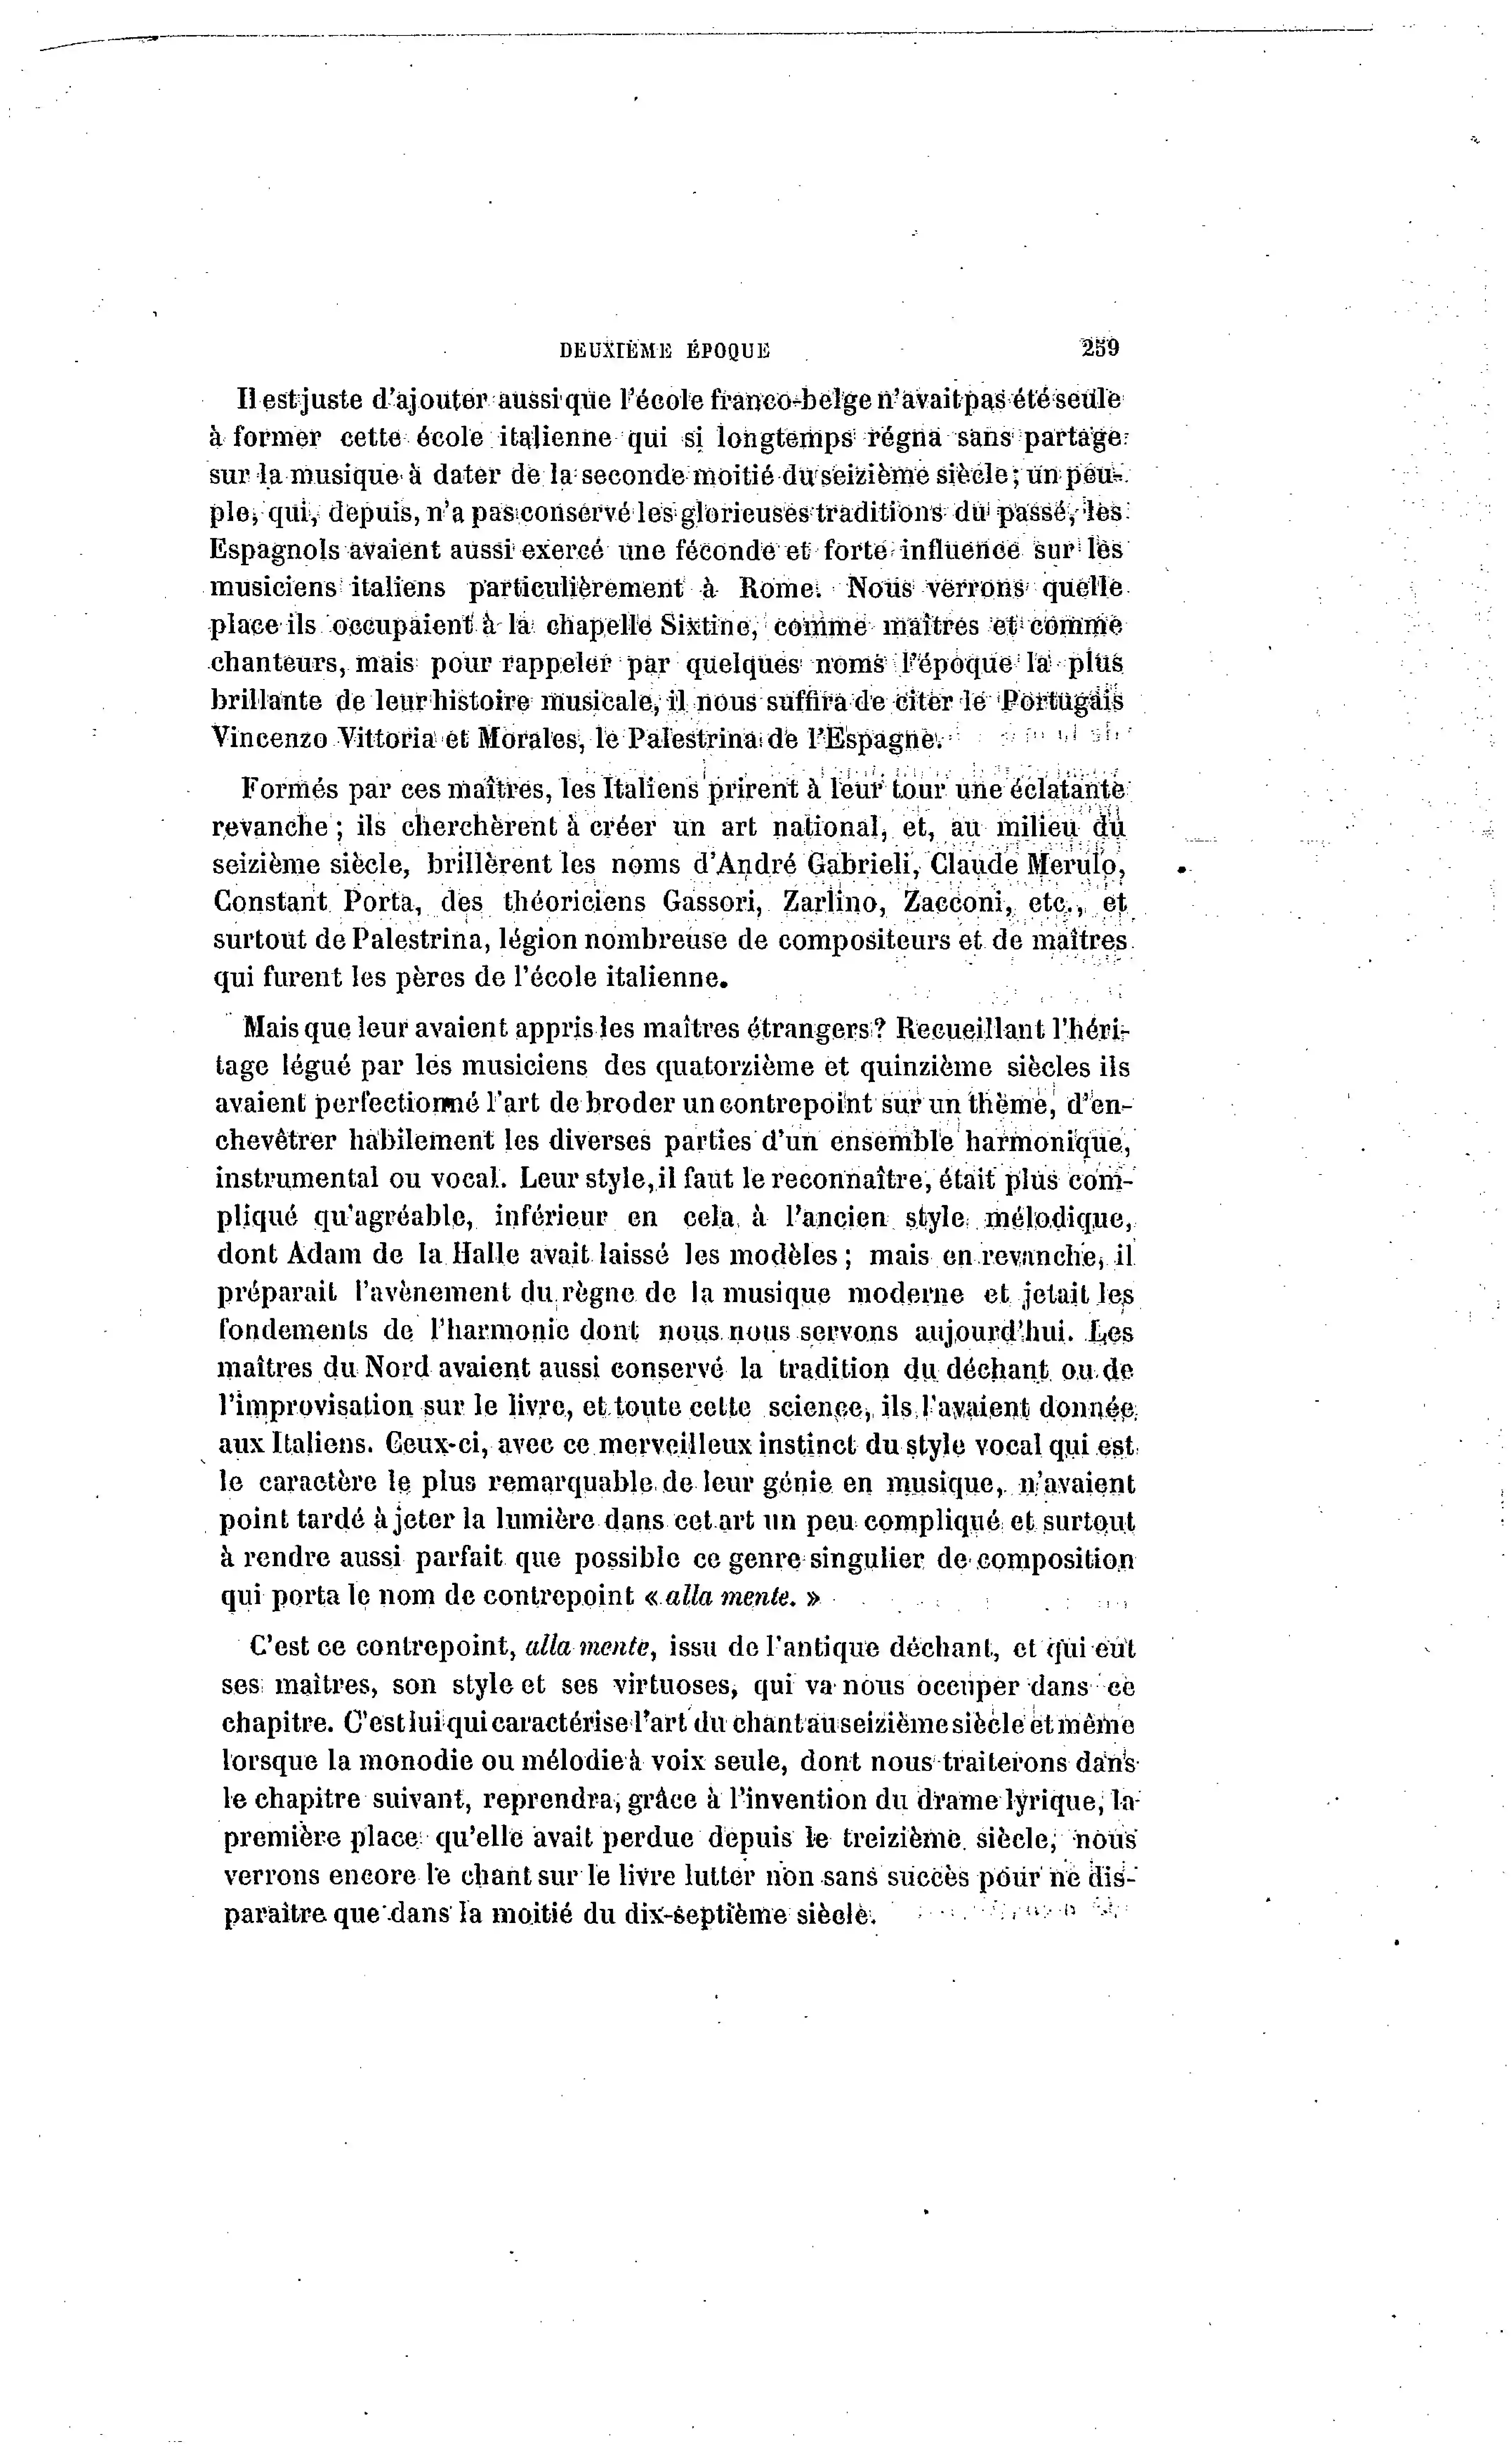 DEUXIÈME ÉPOQUE 259
Il est juste d'ajouter aussi que l'école franco-belge n'avait pas été seule
à former cette école italienne qui si longtemps régna sans partage
sur la musique à dater de la seconde moitié du seizième siècle; un peu-
ple, qui, depuis, n'a pas conservé les glorieuses traditions du passé, les
Espagnols avaient aussi exercé une féconde et forte influence sur les
musiciens italiens particulièrement à Rome. Nous verrons quelle
place ils occupaient à la chapelle Sixtine, comme maîtres et comme
chanteurs, mais pour rappeler par quelques noms l'époque la plus
brillante de leur histoire musicale, il nous suffira de citer le Portugais
Vincenzo Vittoria et Morales, le Palestrina de l'Espagne.
Formés par ces maîtres, les Italiens prirent à leur tour une éclatante
revanche; ils cherchèrent à créer un art national, et, au milieu du
seizième siècle, brillèrent les noms d'André Gabrieli, Claude Merulo,
Constant Porta, des théoriciens Gassori, Zarlino, Zacconi, etc., et
surtout de Palestrina, légion nombreuse de compositeurs et de maîtres
qui furent les pères de l'école italienne.
Mais que leur avaient appris les maîtres étrangers? Recueillant l'héri-
tage légué par les musiciens des quatorzième et quinzième siècles ils
avaient perfectionné l'art de broder un contrepoint sur un thème, d'en-
chevêtrer habilement les diverses parties d'un ensemble harmonique,
instrumental ou vocal. Leur style, il faut le reconnaître, était plus com-
pliqué qu'agréable, inférieur en cela à l'ancien style mélodique,
dont Adam de la Halle avait laissé les modèles; mais en revanche, il
préparait l'avènement du règne de la musique moderne et jetait les
fondements de l'harmonie dont nous nous servons aujourd'hui. Les
maîtres du Nord avaient aussi conservé la tradition du déchant ou de
l'improvisation sur le livre, et toute cette science, ils l'avaient donnée
aux Italiens. Ceux-ci, avec ce merveilleux instinct du style vocal qui est
le caractère le plus remarquable de leur génie en musique, n'avaient
point tardé à jeter la lumière dans cet art un peu compliqué et surtout
à rendre aussi parfait que possible ce genre singulier de composition
qui porta le nom de contrepoint « alla mente. »
C'est ce contrepoint, alla mente, issu de l'antique déchant, et qui eut
ses maîtres, son style et ses virtuoses, qui va nous occuper dans ce
chapitre. C'est lui qui caractérise l'art du chant au seizième siècle et même
lorsque la monodie ou mélodie à voix seule, dont nous traiterons dans
le chapitre suivant, reprendra, grâce à l'invention du drame lyrique, la
première place qu'elle avait perdue depuis le treizième siècle, nous
verrons encore le chant sur le livre lutter non sans succès pour ne dis-
paraître que dans la moitié du dix-septième siècle.